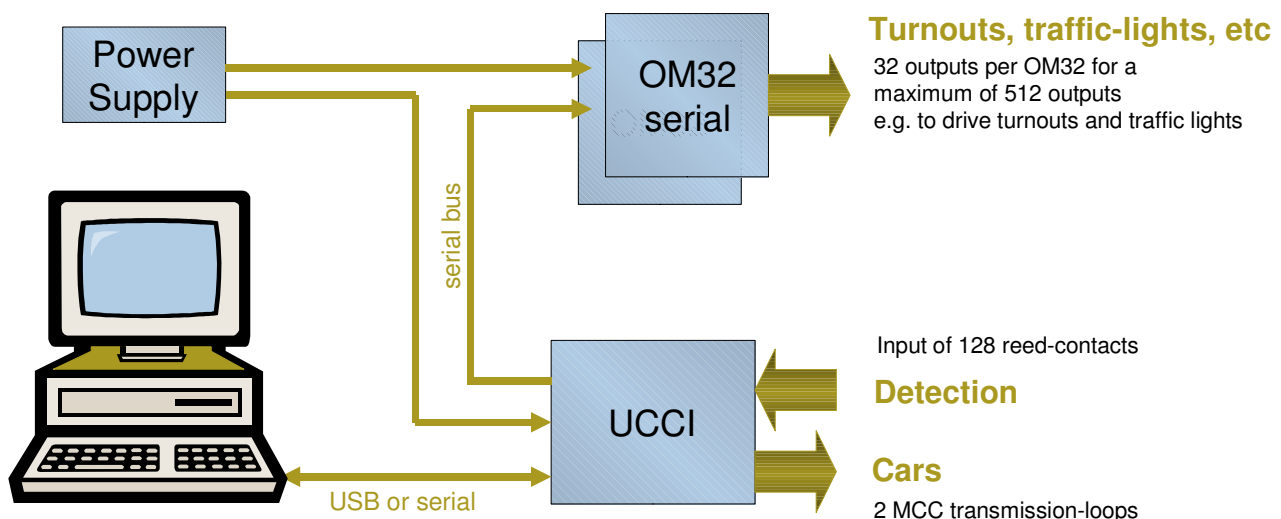 Power
Supply
OM32
serial
Turnouts, traffic-lights, etc
32 outputs per OM32 for a
maximum of 512 outputs
e.g. to drive turnouts and traffic lights
serial bus
UCCI
Input of 128 reed-contacts
Detection
Cars
2 MCC transmission-loops
USB or serial